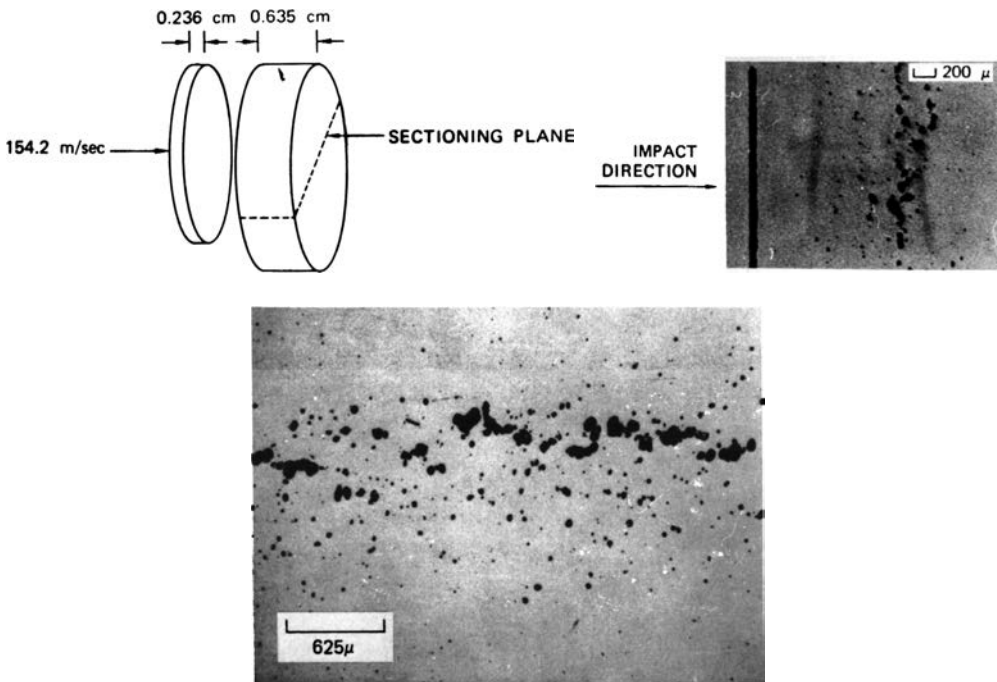 0.236 cm 0.635 cm
200 μ
154.2 m/sec
SECTIONING PLANE
IMPACT
DIRECTION
625μ